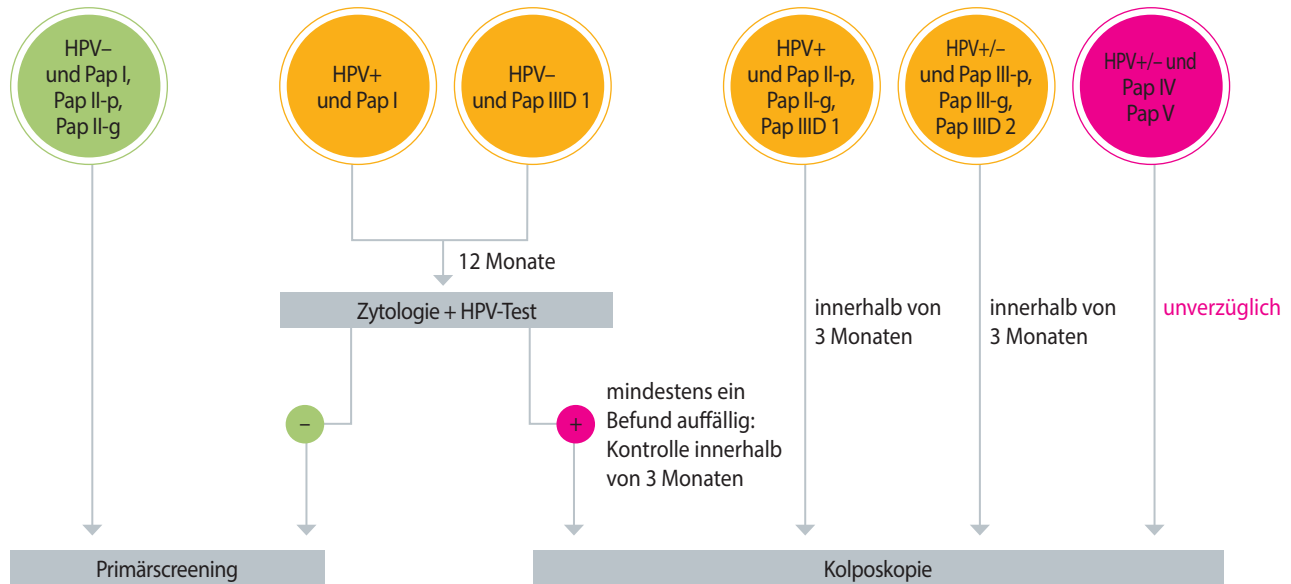 HPV–
und Pap I,
Pap II-p,
Pap II-g
HPV+
und Pap I
HPV–
und Pap IIID 1
HPV+
und Pap II-p,
Pap II-g,
Pap IIID 1
HPV+/–
und Pap III-p,
Pap III-g,
Pap IIID 2
HPV+/– und
Pap IV
Pap V
12 Monate
Zytologie + HPV-Test
innerhalb von
3 Monaten
innerhalb von
3 Monaten
unverzüglich
–
+
mindestens ein
Befund auffällig:
Kontrolle innerhalb
von 3 Monaten
Primärscreening
Kolposkopie